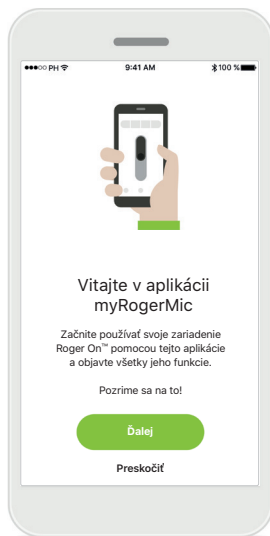 ●●●○○ PH 9:41 AM 100 %
Vitajte v aplikácii
myRogerMic
Začnite používať svoje zariadenie
Roger On™ pomocou tejto aplikácie
a objavte všetky jeho funkcie.
Pozrime sa na to!
Ďalej
Preskočiť